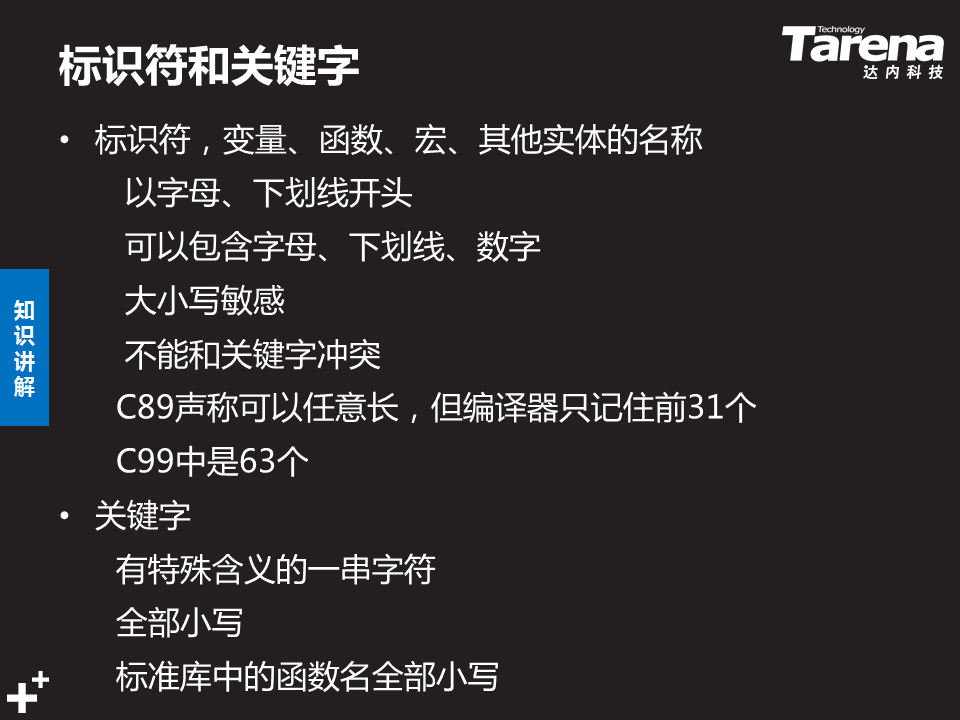 标识符和关键字
Technology
Tarena
达内科技
• 标识符，变量、函数、宏、其他实体的名称
以字母、下划线开头
可以包含字母、下划线、数字
大小写敏感
不能和关键字冲突
C89声称可以任意长，但编译器只记住前31个
C99中是63个
• 关键字
有特殊含义的一串字符
全部小写
标准库中的函数名全部小写
知识讲解